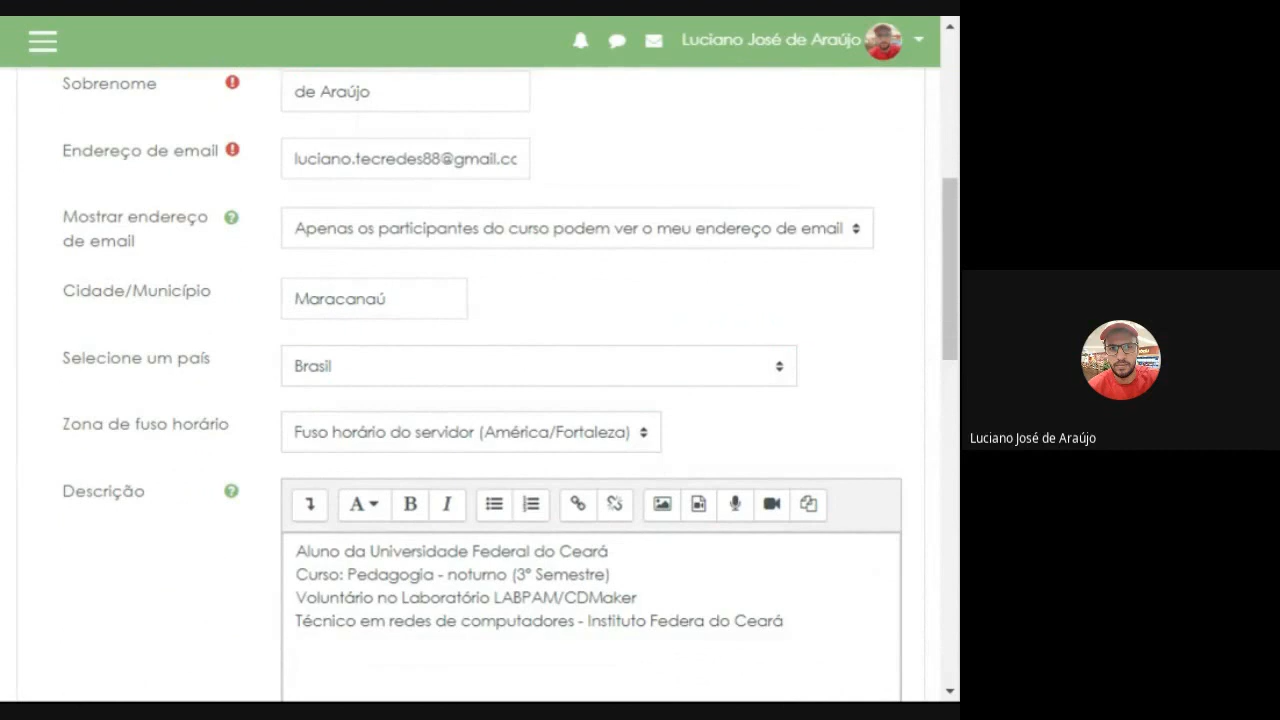 Luciano José de Araújo
Sobrenome
de Araújo
Endereço de email
luciano.tecredes88@gmail.cc
Mostrar endereço
de email
Apenas os participantes do curso podem ver o meu endereço de email
Cidade/Município
Maracanaú
Selecione um país
Brasil
Zona de fuso horário
Fuso horário do servidor (América/Fortaleza)
Descrição
A B I
Aluno da Universidade Federal do Ceará
Curso: Pedagogia - noturno (3º Semestre)
Voluntário no Laboratório LABPAM/CDMaker
Técnico em redes de computadores - Instituto Federa do Ceará
Luciano José de Araújo